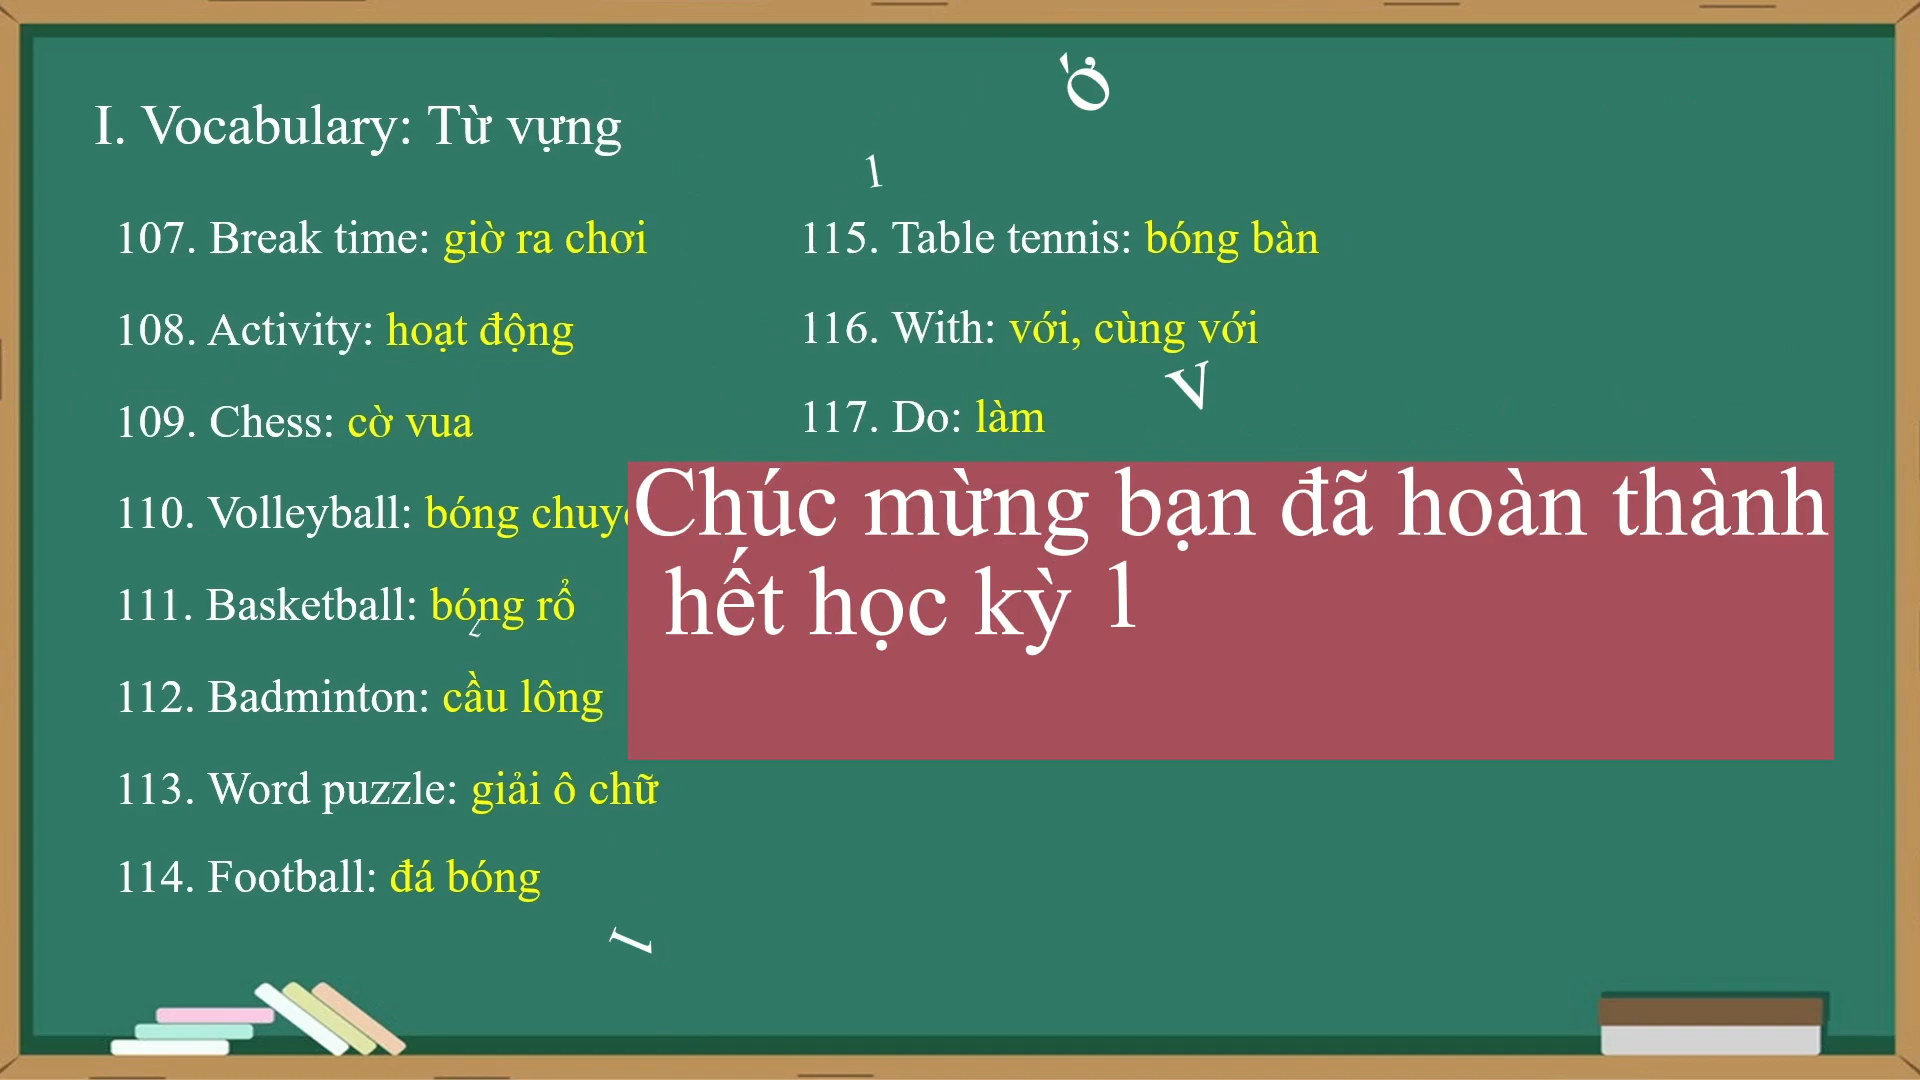 I. Vocabulary: Từ vựng
107. Break time: giờ ra chơi
108. Activity: hoạt động
109. Chess: cờ vua
110. Volleyball: bóng
111. Basketball: bóng rổ
112. Badminton: cầu lông
113. Word puzzle: giải ô chữ
114. Football: đá bóng
115. Table tennis: bóng bàn
116. With: với, cùng với
117. Do: làm
Chúc mừng bạn đã hoàn thành
hết học kỳ 1